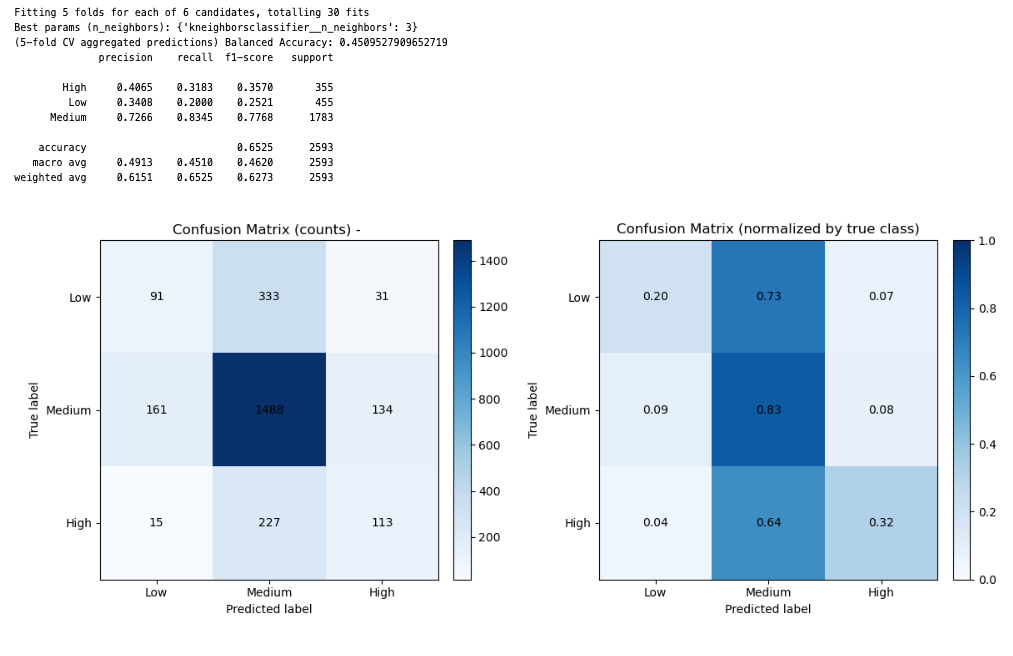 Fitting 5 folds for each of 6 candidates, totalling 30 fits
Best params (n_neighbors): {'kneighborsclassifier__n_neighbors': 3}
(5-fold CV aggregated predictions) Balanced Accuracy: 0.4509527909652719
precision recall f1-score support
High 0.4065 0.3183 0.3570 355
Low 0.3408 0.2000 0.2521 455
Medium 0.7266 0.8345 0.7768 1783
accuracy 0.6525 2593
macro avg 0.4913 0.4510 0.4620 2593
weighted avg 0.6151 0.6525 0.6273 2593
Confusion Matrix (counts) -
True label
Low 91 333 31
Medium 161 1488 134
High 15 227 113
Low Medium High
Predicted label
1400
1200
1000
800
600
400
200
Confusion Matrix (normalized by true class)
True label
Low 0.20 0.73 0.07
Medium 0.09 0.83 0.08
High 0.04 0.64 0.32
Low Medium High
Predicted label
1.0
0.8
0.6
0.4
0.2
0.0